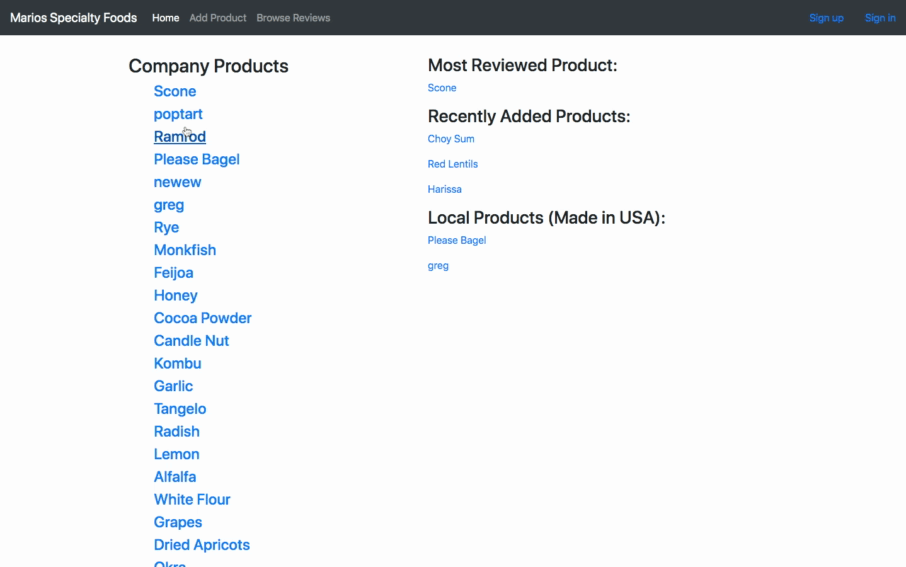 Marios Specialty Foods Home Add Product Browse Reviews Sign up Sign in
Company Products
Scone
poptart
Ramrod
Please Bagel
newew
greg
Rye
Monkfish
Feijoa
Honey
Cocoa Powder
Candle Nut
Kombu
Garlic
Tangelo
Radish
Lemon
Alfalfa
White Flour
Grapes
Dried Apricots
Okra
Most Reviewed Product:
Scone
Recently Added Products:
Choy Sum
Red Lentils
Harissa
Local Products (Made in USA):
Please Bagel
greg